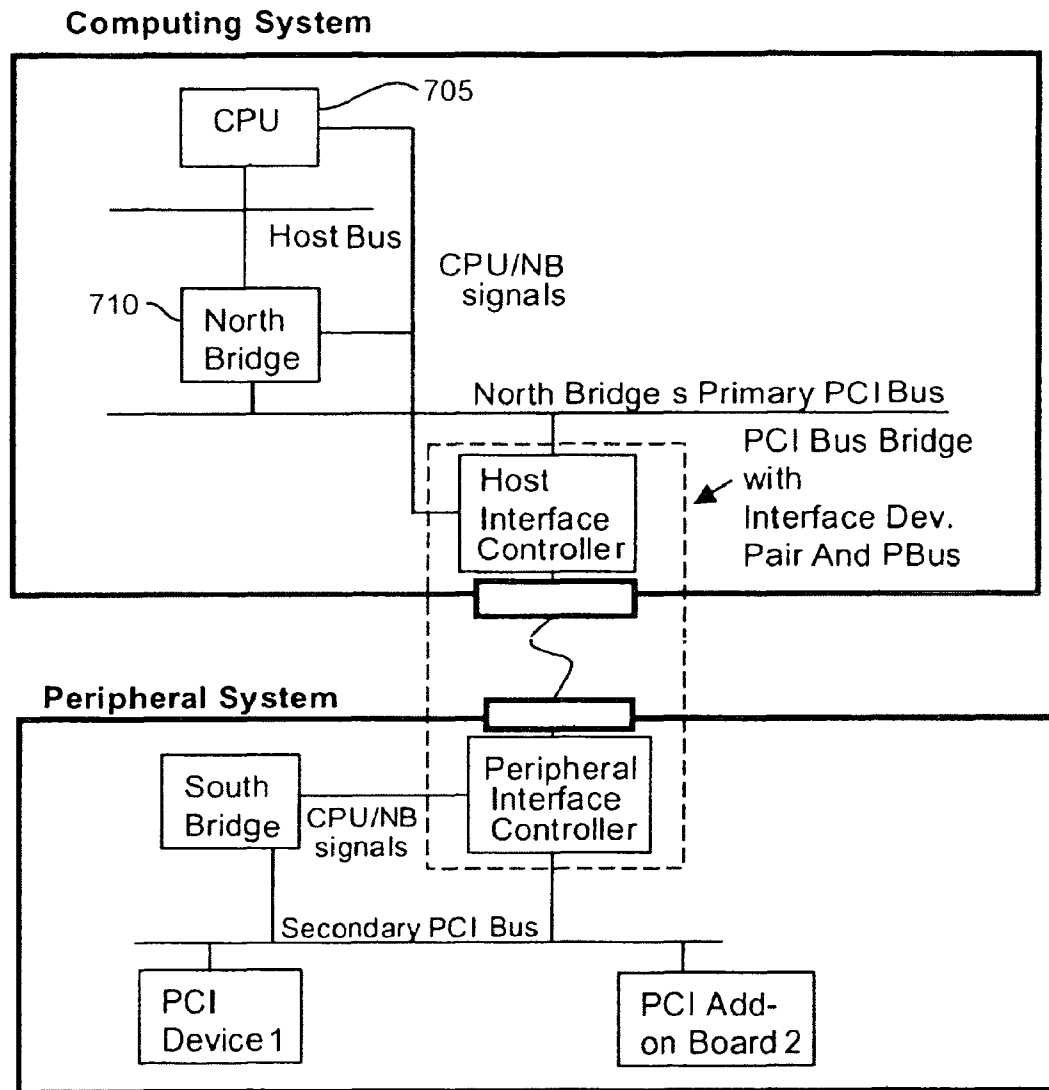 Computing System
705
CPU
Host Bus
CPU/NB
signals
710
North
Bridge
North Bridge s Primary PCI Bus
PCI Bus Bridge
with
Interface Dev.
Pair And PBus
Host
Interface
Controller
Peripheral System
South
Bridge
CPU/NB
signals
Peripheral
Interface
Controller
Secondary PCI Bus
PCI
Device 1
PCI Add-
on Board 2